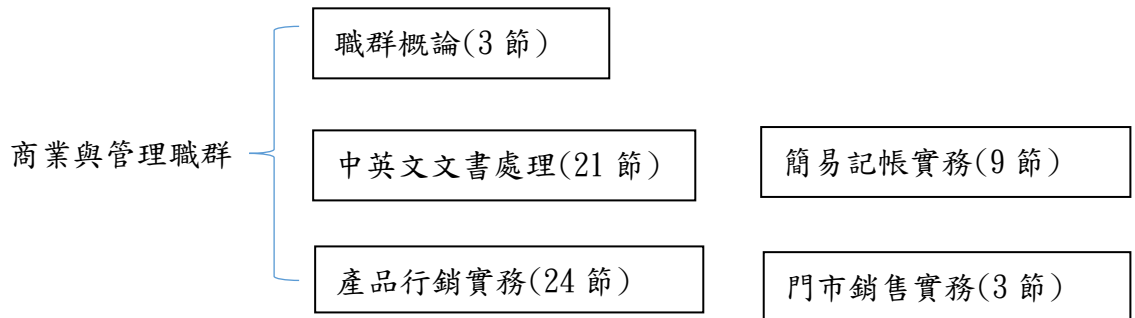 職群概論(3 節)
商業與管理職群
中英文文書處理(21 節)
簡易記帳實務(9 節)
產品行銷實務(24 節)
門市銷售實務(3 節)